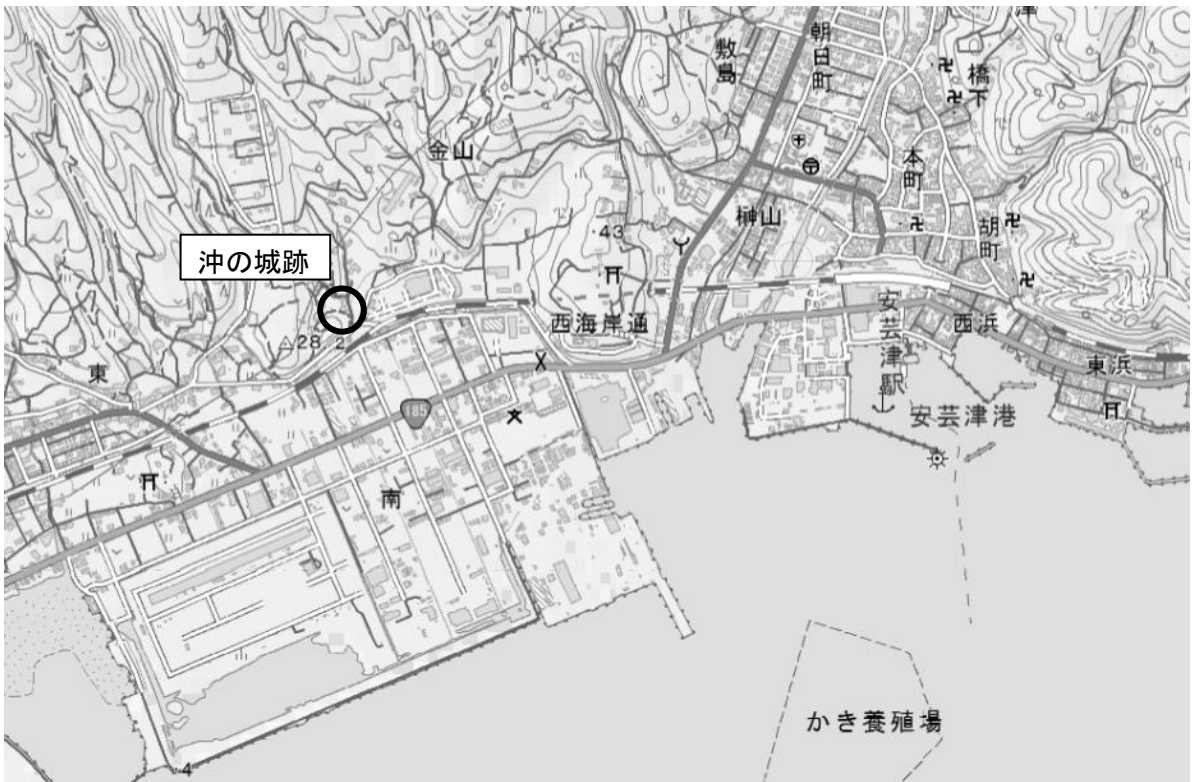 津
朝日町
敷島
橋下
金山
本町
榊山
胡町
・43
沖の城跡
西海岸通
安芸津駅
西浜
28.2
東浜
東
185
安芸津港
南
かき養殖場
・4